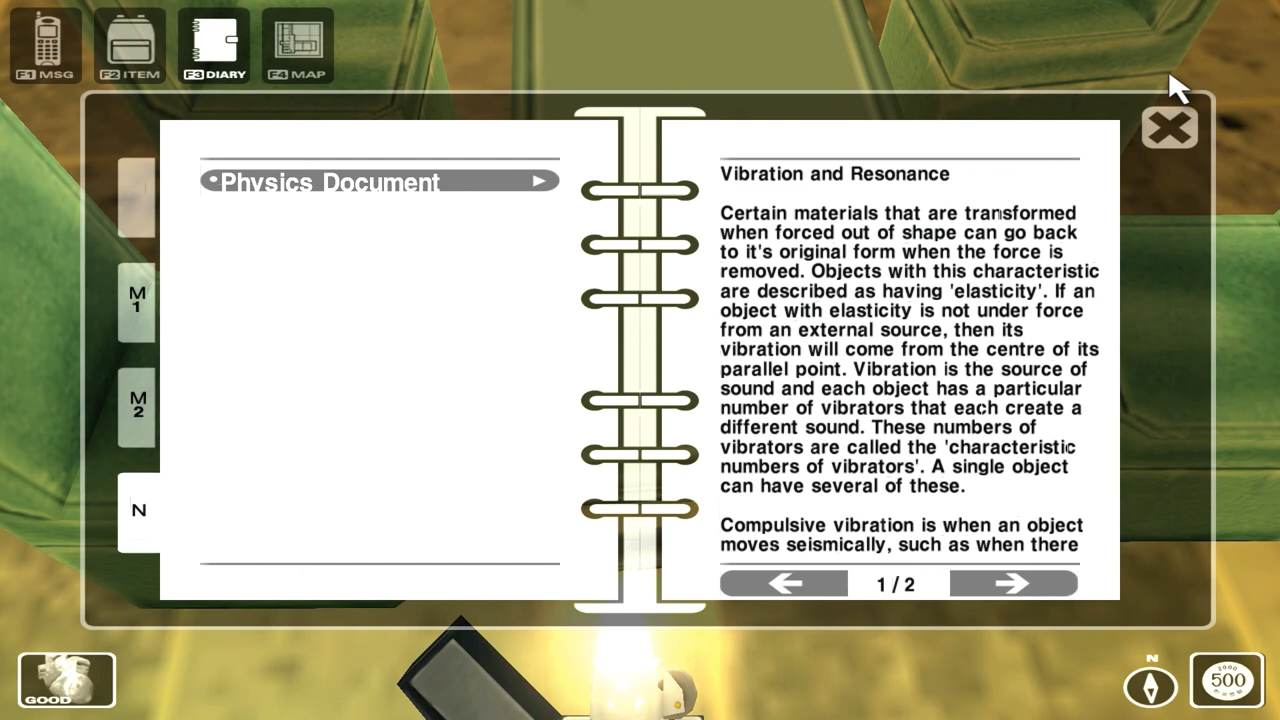 F1 MSG
F2 ITEM
F3 DIARY
F4 MAP
•Physics Document
M
1
M
2
N
Vibration and Resonance
Certain materials that are transformed
when forced out of shape can go back
to it's original form when the force is
removed. Objects with this characteristic
are described as having 'elasticity'. If an
object with elasticity is not under force
from an external source, then its
vibration will come from the centre of its
parallel point. Vibration is the source of
sound and each object has a particular
number of vibrators that each create a
different sound. These numbers of
vibrators are called the 'characteristic
numbers of vibrators'. A single object
can have several of these.
Compulsive vibration is when an object
moves seismically, such as when there
1 / 2
GOOD
N
2000
500